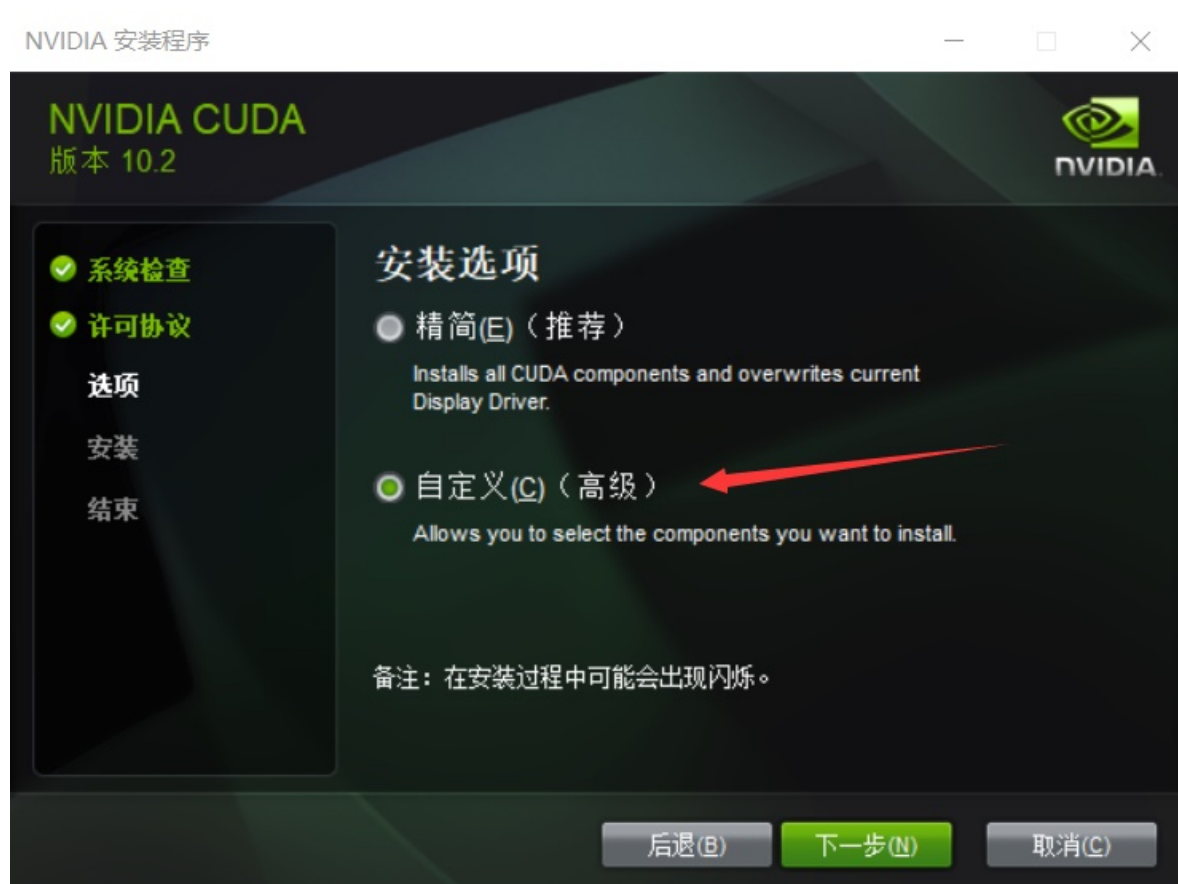 NVIDIA 安装程序
NVIDIA CUDA
版本 10.2
NVIDIA.
系统检查
许可协议
选项
安装
结束
安装选项
精简(E)（推荐）
Installs all CUDA components and overwrites current
Display Driver.
自定义(C)（高级）
Allows you to select the components you want to install.
备注：在安装过程中可能会出现闪烁。
后退(B)
下一步(N)
取消(C)